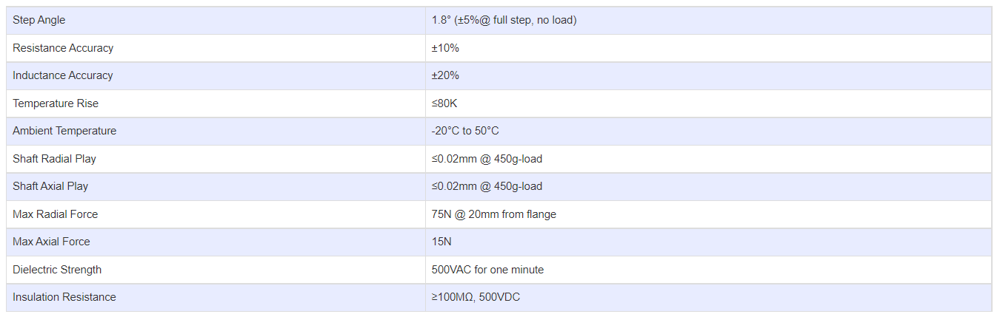 Step Angle 1.8° (±5%@ full step, no load)
Resistance Accuracy ±10%
Inductance Accuracy ±20%
Temperature Rise ≤80K
Ambient Temperature -20°C to 50°C
Shaft Radial Play ≤0.02mm @ 450g-load
Shaft Axial Play ≤0.02mm @ 450g-load
Max Radial Force 75N @ 20mm from flange
Max Axial Force 15N
Dielectric Strength 500VAC for one minute
Insulation Resistance ≥100MΩ, 500VDC